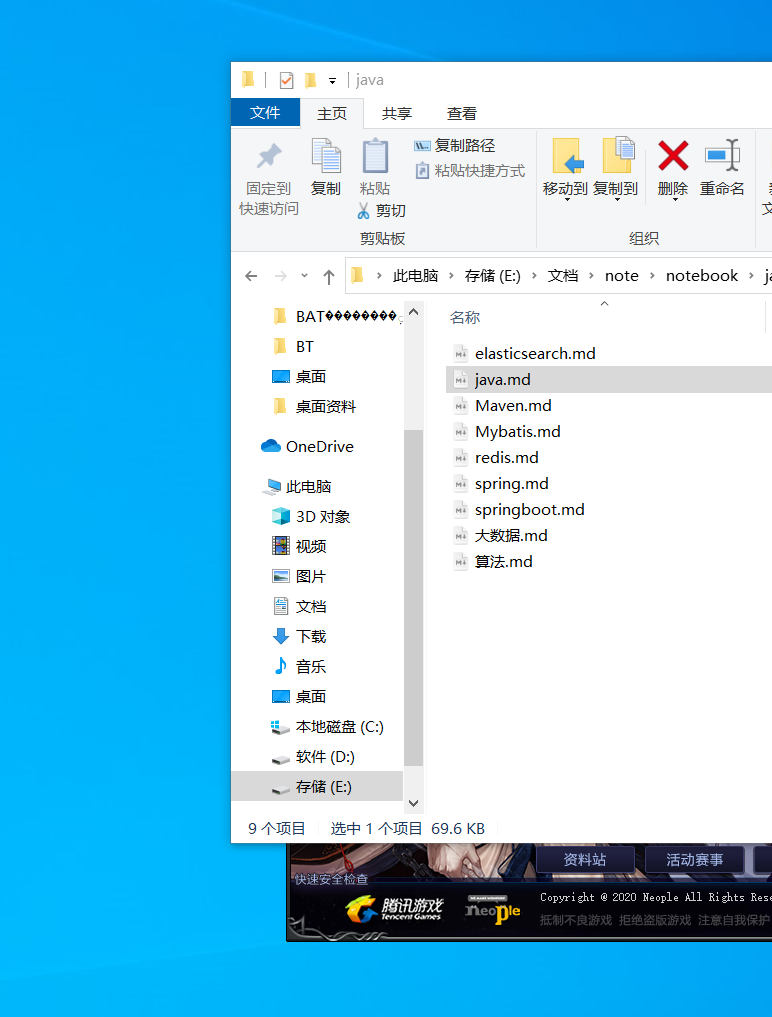 java
文件 主页 共享 查看
固定到
快速访问
复制
粘贴
复制路径
粘贴快捷方式
剪切
剪贴板
移动到
复制到
删除
重命名
组织
此电脑 存储 (E:) 文档 note notebook
BAT
BT
桌面
桌面资料
OneDrive
此电脑
3D 对象
视频
图片
文档
下载
音乐
桌面
本地磁盘 (C:)
软件 (D:)
存储 (E:)
名称
elasticsearch.md
java.md
Maven.md
Mybatis.md
redis.md
spring.md
springboot.md
大数据.md
算法.md
9 个项目 选中 1 个项目 69.6 KB
资料站 活动赛事
快速安全检查
腾讯游戏
Tencent Games
neople
Copyright @ 2020 Neople All Rights Rese
抵制不良游戏 拒绝盗版游戏 注意自我保护